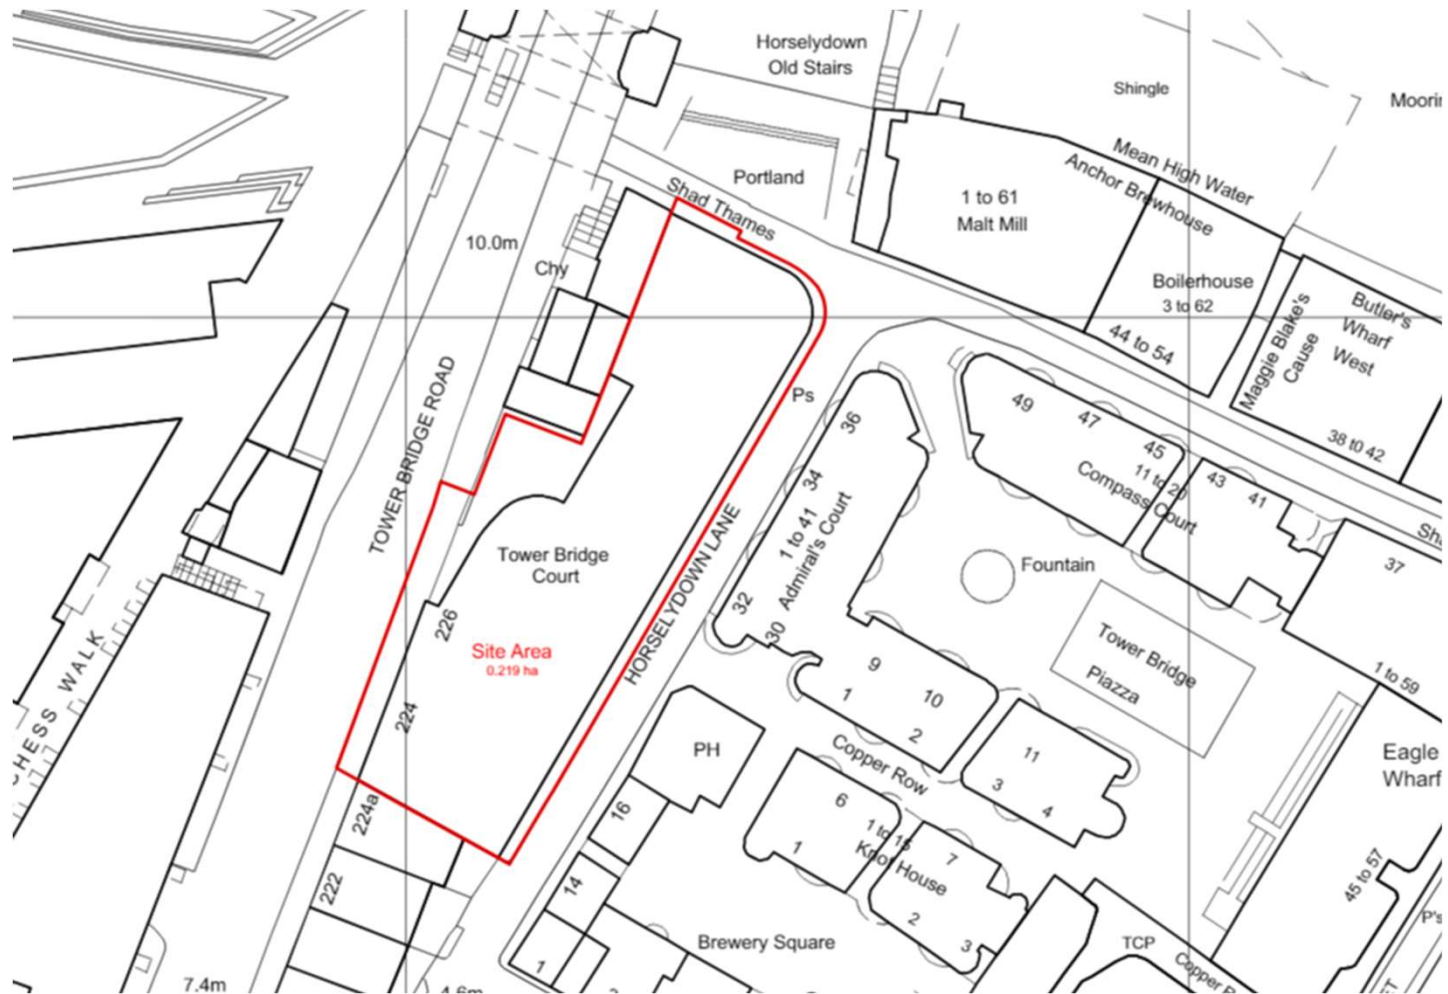 Horselydown
Old Stairs
Shingle
Mean High Water
Anchor Brewhouse
Portland
Shad Thames
1 to 61
Malt Mill
10.0m
Chy
Boilerhouse
3 to 62
44 to 54
Maggie Blake's
Cause
Butler's
Wharf
West
38 to 42
TOWER BRIDGE ROAD
Ps
36
34
1 to 41
Admiral's Court
32
30
49
47
45
11 to 20
Compass Court
43
41
37
1 to 59
Fountain
Tower Bridge
Piazza
Tower Bridge
Court
226
224
Site Area
0.219 ha
HORSELYDOWN LANE
224a
222
PH
16
14
1
9
1
10
2
Copper Row
11
3
4
6
1
1 to 15
Knot House
7
2
3
Eagle
Wharf
45 to 57
P's
TCP
Brewery Square
7.4m